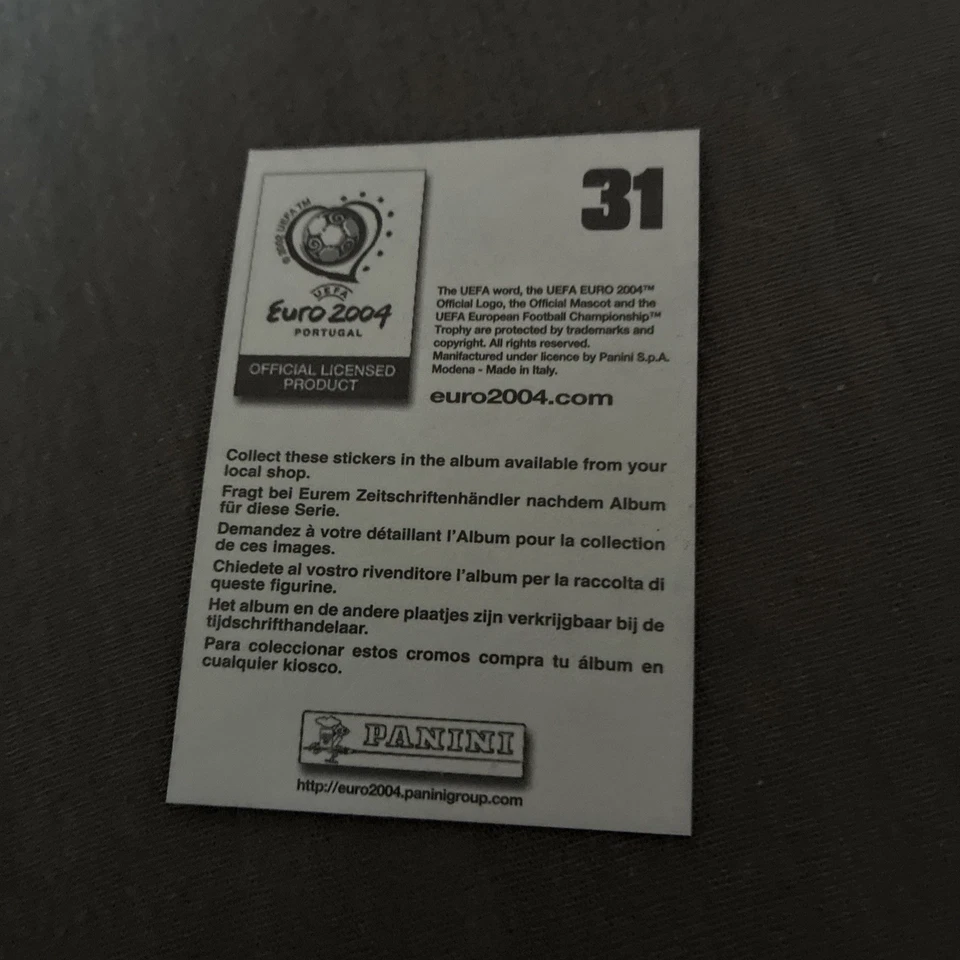 31
© 2002 UEFA TM
UEFA
Euro 2004
PORTUGAL
OFFICIAL LICENSED
PRODUCT
The UEFA word, the UEFA EURO 2004™
Official Logo, the Official Mascot and the
UEFA European Football Championship™
Trophy are protected by trademarks and
copyright. All rights reserved.
Manifactured under licence by Panini S.p.A.
Modena - Made in Italy.
euro2004.com
Collect these stickers in the album available from your
local shop.
Fragt bei Eurem Zeitschriftenhändler nachdem Album
für diese Serie.
Demandez à votre détaillant l'Album pour la collection
de ces images.
Chiedete al vostro rivenditore l'album per la raccolta di
queste figurine.
Het album en de andere plaatjes zijn verkrijgbaar bij de
tijdschrifthandelaar.
Para coleccionar estos cromos compra tu álbum en
cualquier kiosco.
PANINI
http://euro2004.paninigroup.com